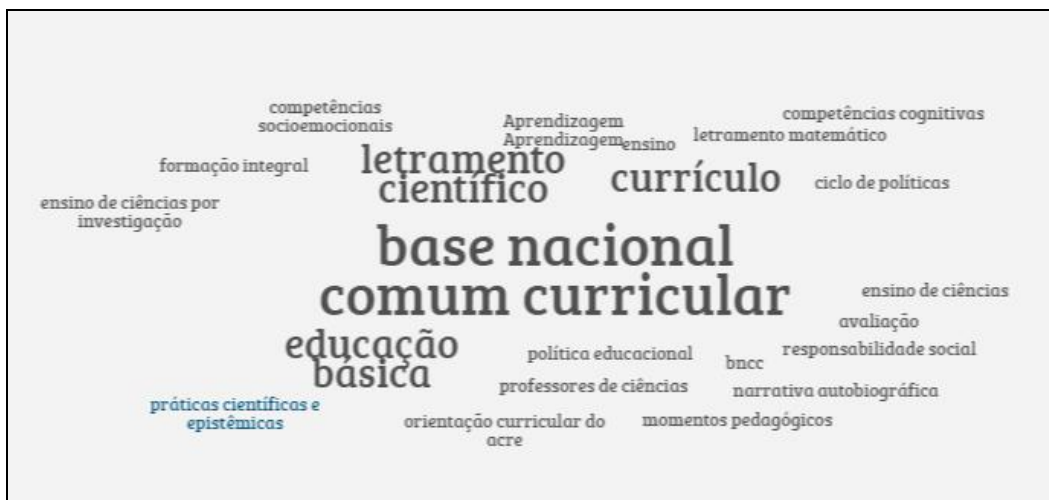 competências
socioemocionais
Aprendizagem
Aprendizagem
ensino
competências cognitivas
letramento matemático
formação integral
letramento
científico
currículo
ciclo de políticas
ensino de ciências por
investigação
base nacional
comum curricular
ensino de ciências
avaliação
educação
básica
política educacional
bncc
responsabilidade social
professores de ciências
narrativa autobiográfica
práticas científicas e
epistêmicas
orientação curricular do
acre
momentos pedagógicos